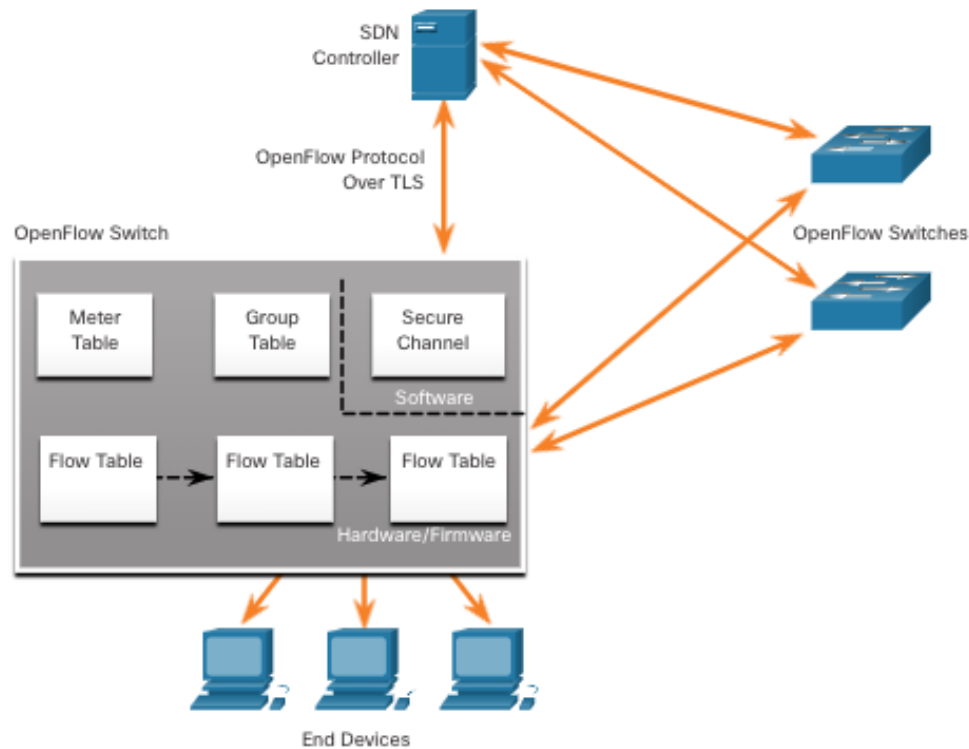 SDN
Controller
OpenFlow Protocol
Over TLS
OpenFlow Switch
OpenFlow Switches
Meter
Table
Group
Table
Secure
Channel
Software
Flow Table
Flow Table
Flow Table
Hardware/Firmware
End Devices